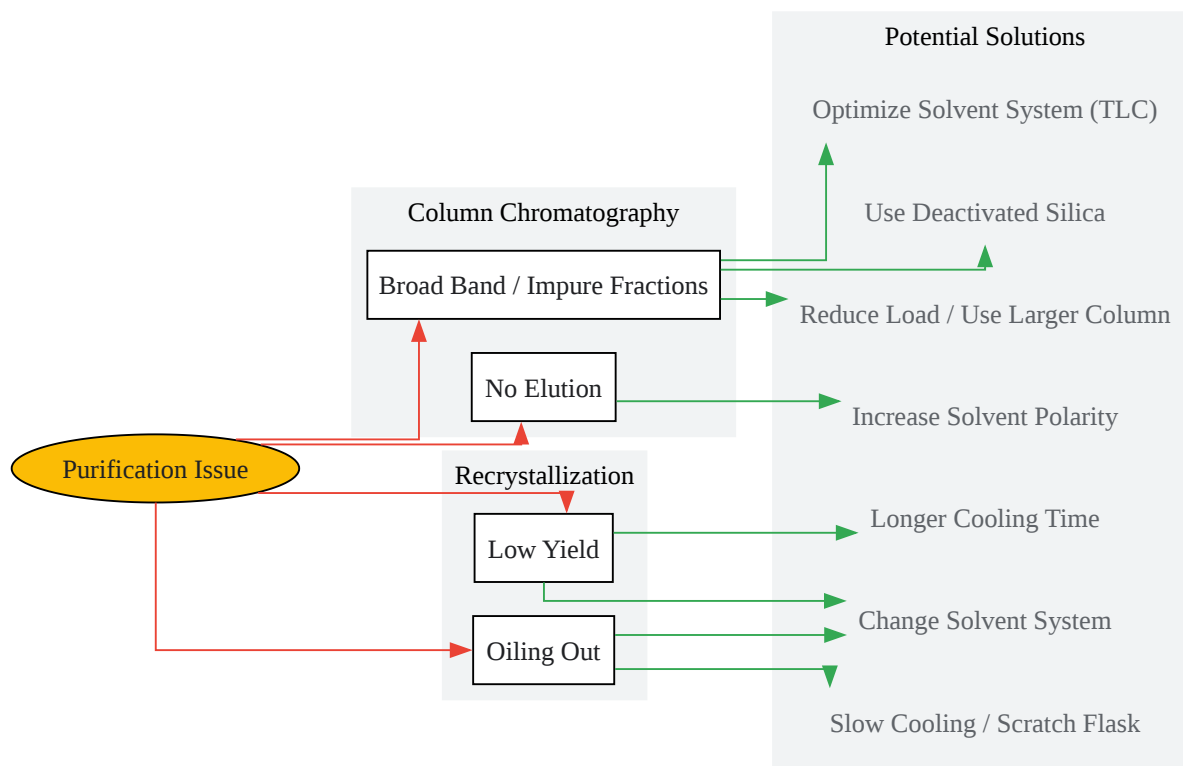 Potential Solutions
Optimize Solvent System (TLC)
Column Chromatography
Use Deactivated Silica
Broad Band / Impure Fractions
Reduce Load / Use Larger Column
No Elution
Increase Solvent Polarity
Purification Issue
Recrystallization
Longer Cooling Time
Low Yield
Change Solvent System
Oiling Out
Slow Cooling / Scratch Flask